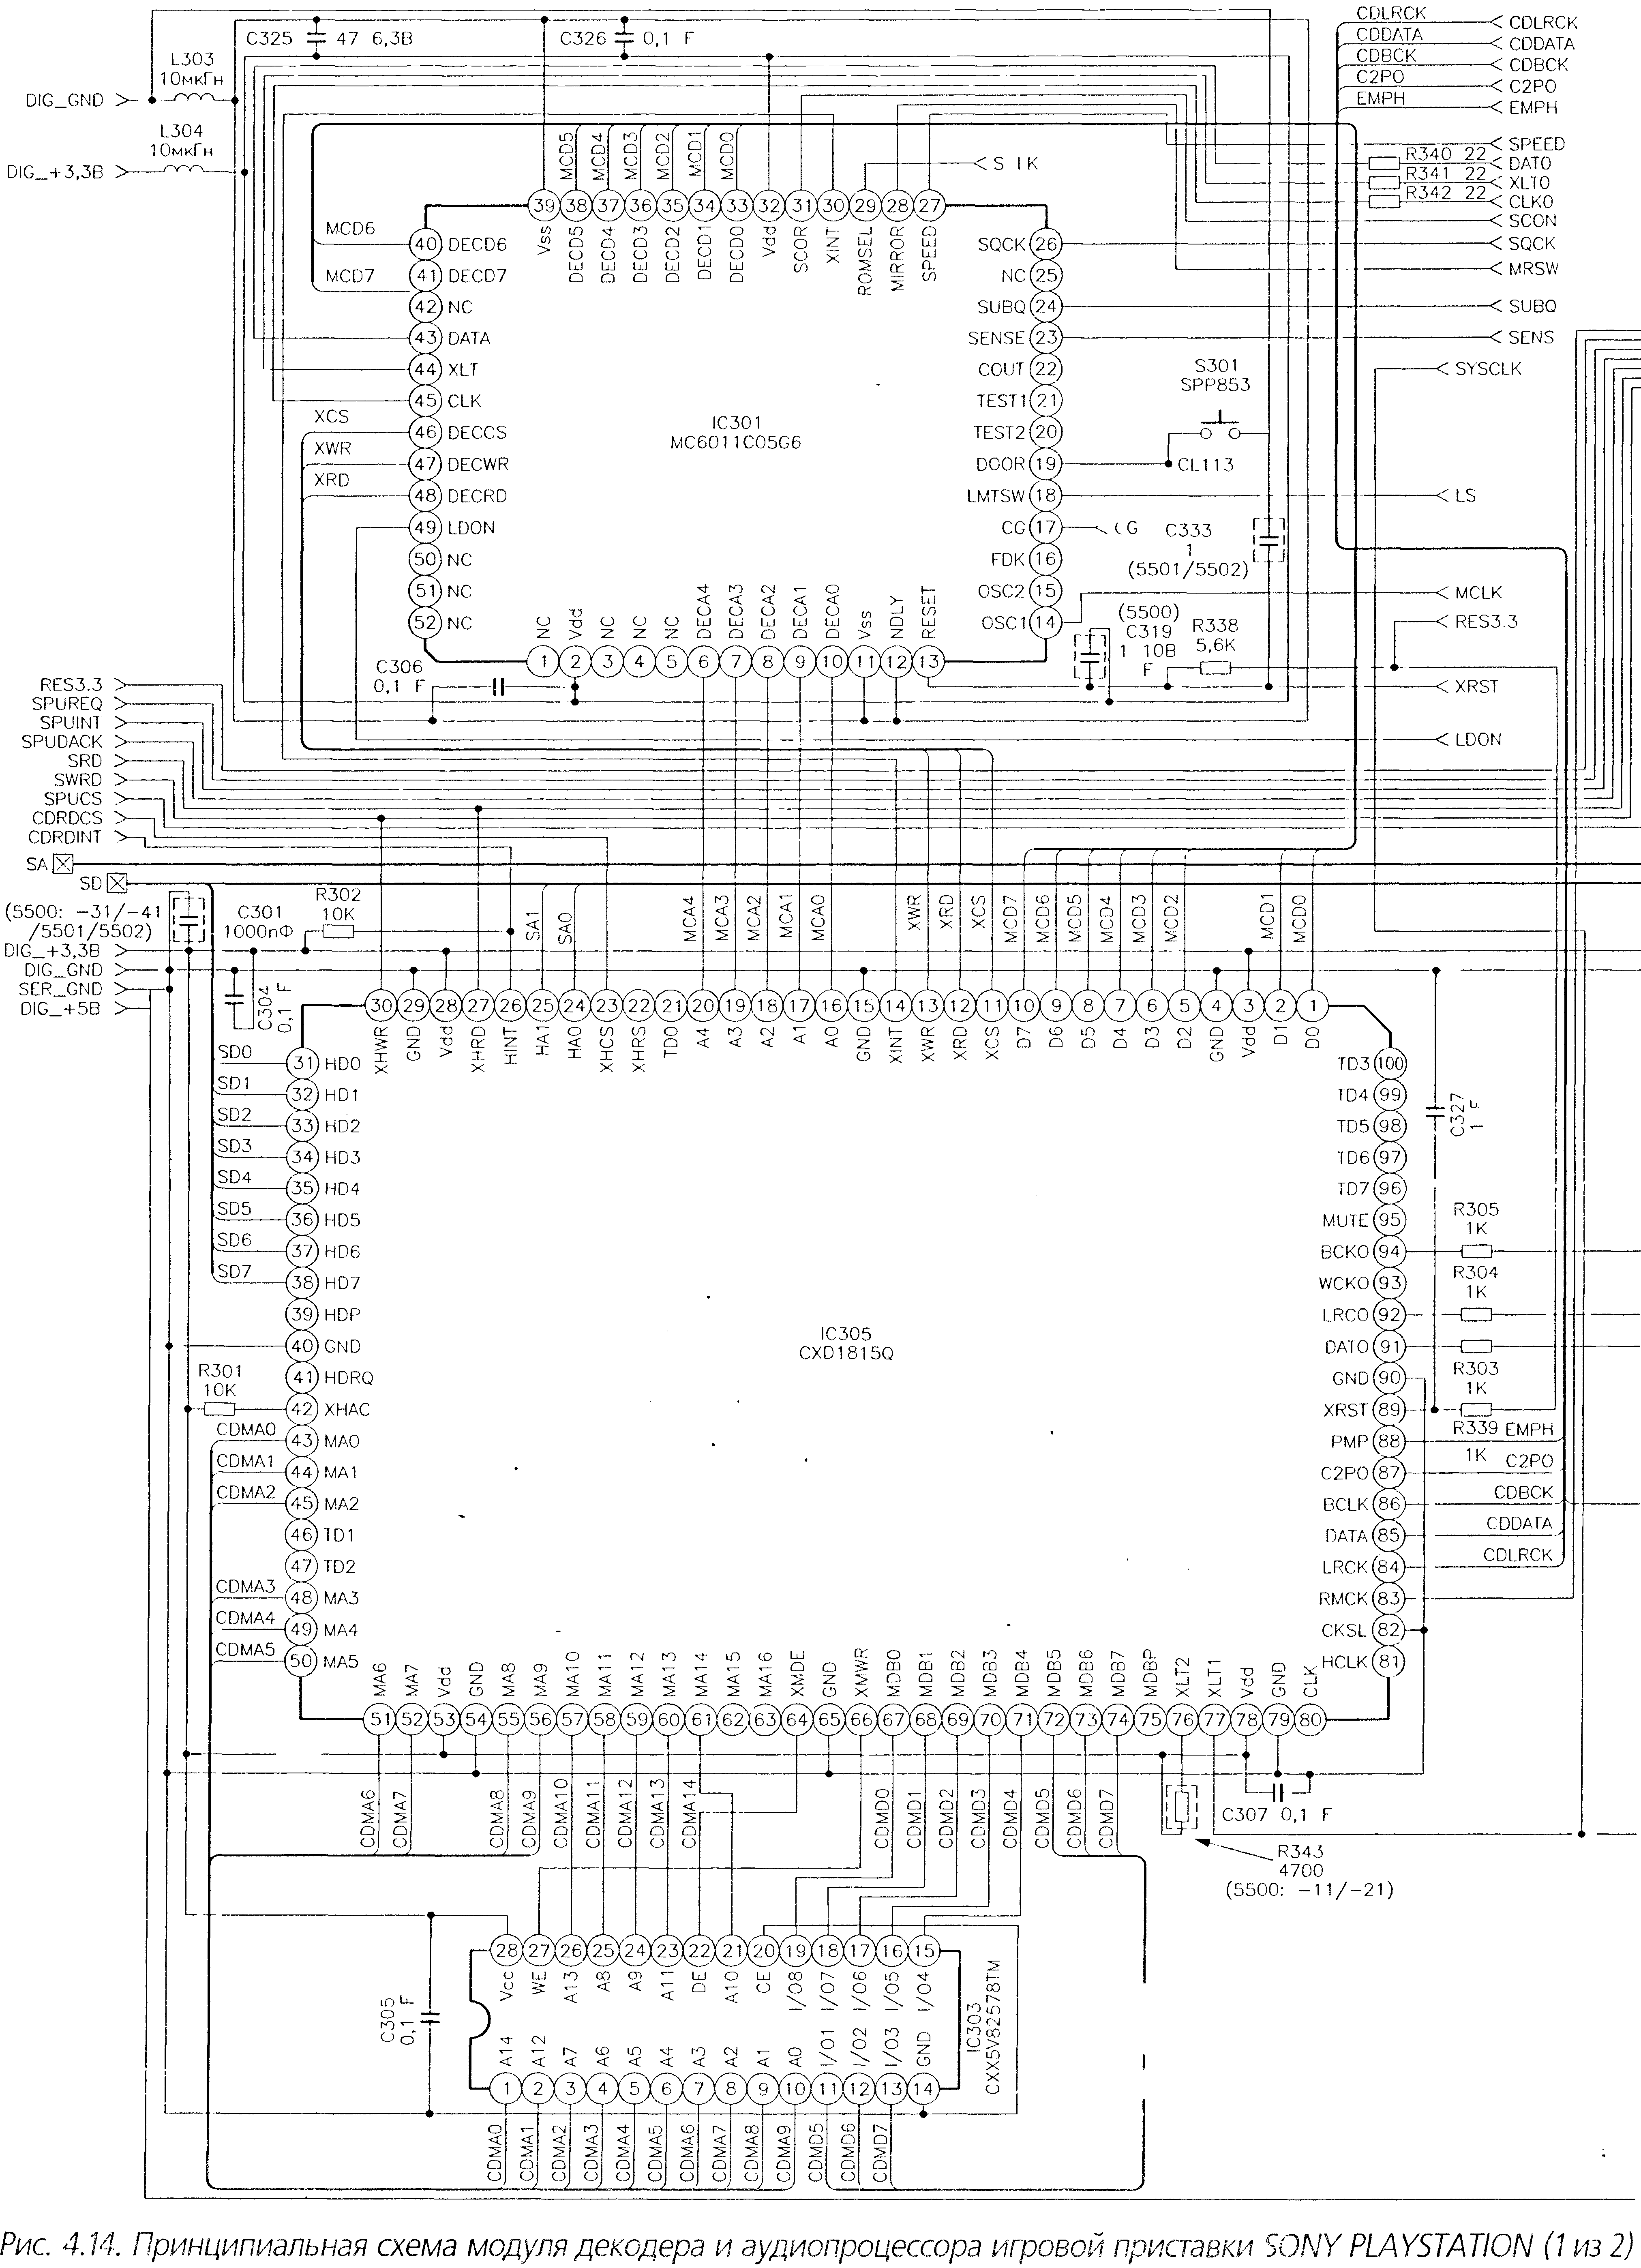 C325
47 6,3В
C326
0,1 F
L303
10мкГн
DIG_GND
L304
10мкГн
DIG_+3,3В
CDLRCK
CDLRCK
CDDATA
CDDATA
CDBCK
CDBCK
C2PO
C2PO
EMPH
EMPH
SPEED
R340 22
DATO
R341 22
XLTO
R342 22
CLKO
SCON
SQCK
MRSW
SUBQ
SENS
SYSCLK
MCD5
MCD4
MCD3
MCD2
MCD1
MCD0
39 38 37 36 35 34 33 32 31 30 29 28 27
Vss
DECD5
DECD4
DECD3
DECD2
DECD1
DECD0
Vdd
SCOR
XINT
ROMSEL
MIRROR
SPEED
MCD6
40 DECD6
MCD7
41 DECD7
42 NC
43 DATA
44 XLT
45 CLK
XCS
46 DECCS
XWR
47 DECWR
XRD
48 DECRD
49 LDON
50 NC
51 NC
52 NC
IC301
MC6011C05G6
SQCK 26
NC 25
SUBQ 24
SENSE 23
COUT 22
TEST1 21
TEST2 20
DOOR 19
LMTSW 18
CG 17
FDK 16
OSC2 15
OSC1 14
S301
SPP853
CL113
LS
C333
1
(5501/5502)
MCLK
RES3.3
(5500)
C319
1 10В
F
R338
5,6K
XRST
LDON
NC
Vdd
NC
NC
NC
DECA4
DECA3
DECA2
DECA1
DECA0
Vss
NDLY
RESET
1 2 3 4 5 6 7 8 9 10 11 12 13
C306
0,1 F
RES3.3
SPUREQ
SPUINT
SPUDACK
SRD
SWRD
SPUCS
CDRDCS
CDRDINT
SA
SD
(5500: -31/-41
/5501/5502)
C301
1000пФ
R302
10K
DIG_+3,3В
DIG_GND
SER_GND
DIG_+5В
C304
0,1 F
SA1
SA0
MCA4
MCA3
MCA2
MCA1
MCA0
XWR
XRD
XCS
MCD7
MCD6
MCD5
MCD4
MCD3
MCD2
MCD1
MCD0
30 29 28 27 26 25 24 23 22 21 20 19 18 17 16 15 14 13 12 11 10 9 8 7 6 5 4 3 2 1
XHWR
GND
Vdd
XHRD
HINT
HA1
HA0
XHCS
XHRS
TD0
A4
A3
A2
A1
A0
GND
XINT
XWR
XRD
XCS
D7
D6
D5
D4
D3
D2
GND
Vdd
D1
D0
SD0
31 HD0
SD1
32 HD1
SD2
33 HD2
SD3
34 HD3
SD4
35 HD4
SD5
36 HD5
SD6
37 HD6
SD7
38 HD7
39 HDP
40 GND
41 HDRQ
R301
10K
42 XHAC
CDMA0
43 MA0
CDMA1
44 MA1
CDMA2
45 MA2
46 TD1
47 TD2
CDMA3
48 MA3
CDMA4
49 MA4
CDMA5
50 MA5
IC305
CXD1815Q
TD3 100
TD4 99
TD5 98
TD6 97
TD7 96
MUTE 95
BCKO 94
WCKO 93
LRCO 92
DATO 91
GND 90
XRST 89
PMP 88
C2PO 87
BCLK 86
DATA 85
LRCK 84
RMCK 83
CKSL 82
HCLK 81
C327
1 F
R305
1K
R304
1K
R303
1K
R339
1K
EMPH
C2PO
CDBCK
CDDATA
CDLRCK
MA6
MA7
Vdd
GND
MA8
MA9
MA10
MA11
MA12
MA13
MA14
MA15
MA16
XMDE
GND
XMWR
MDB0
MDB1
MDB2
MDB3
MDB4
MDB5
MDB6
MDB7
MDBP
XLT2
XLT1
Vdd
GND
CLK
51 52 53 54 55 56 57 58 59 60 61 62 63 64 65 66 67 68 69 70 71 72 73 74 75 76 77 78 79 80
CDMA6
CDMA7
CDMA8
CDMA9
CDMA10
CDMA11
CDMA12
CDMA13
CDMA14
CDMD0
CDMD1
CDMD2
CDMD3
CDMD4
CDMD5
CDMD6
CDMD7
C307 0,1 F
R343
4700
(5500: -11/-21)
28 27 26 25 24 23 22 21 20 19 18 17 16 15
Vcc
WE
A13
A8
A9
A11
DE
A10
CE
I/O8
I/O7
I/O6
I/O5
I/O4
C305
0,1 F
IC303
CXX5V82578TM
A14
A12
A7
A6
A5
A4
A3
A2
A1
A0
I/O1
I/O2
I/O3
GND
1 2 3 4 5 6 7 8 9 10 11 12 13 14
CDMA0
CDMA1
CDMA2
CDMA3
CDMA4
CDMA5
CDMA6
CDMA7
CDMA8
CDMA9
CDMD5
CDMD6
CDMD7
Рис. 4.14. Принципиальная схема модуля декодера и аудиопроцессора игровой приставки SONY PLAYSTATION (1 из 2)